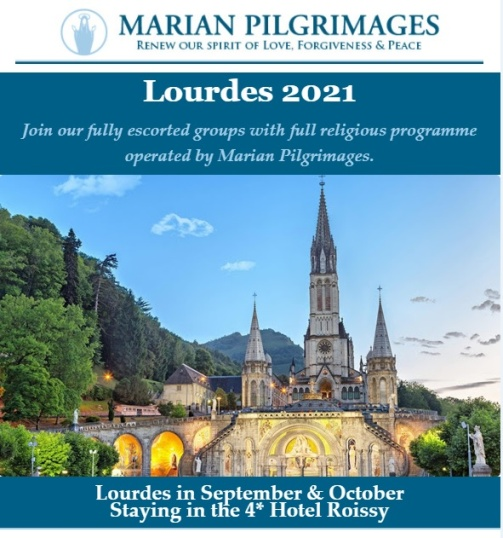 MARIAN PILGRIMAGES
RENEW OUR SPIRIT OF LOVE, FORGIVENESS & PEACE
Lourdes 2021
Join our fully escorted groups with full religious programme
operated by Marian Pilgrimages.
Lourdes in September & October
Staying in the 4* Hotel Roissy